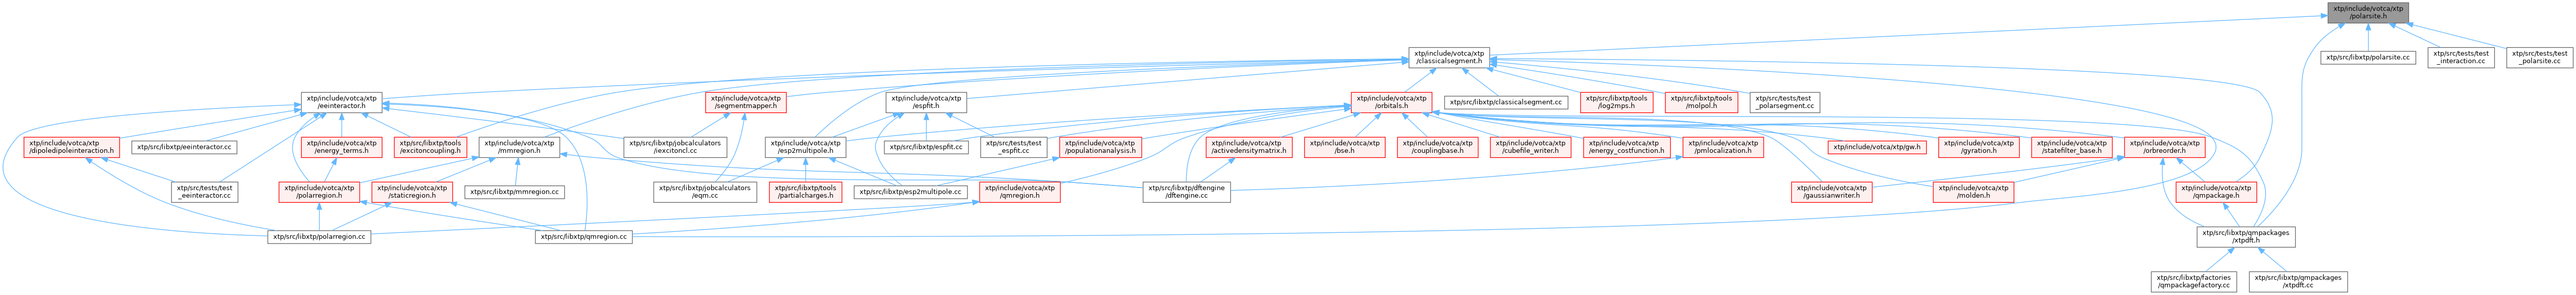 xtp/include/votca/xtp
/polarsite.h
xtp/include/votca/xtp
/classicalsegment.h
xtp/src/libxtp/polarsite.cc
xtp/src/tests/test
_interaction.cc
xtp/src/tests/test
_polarsite.cc
xtp/include/votca/xtp
/eeinteractor.h
xtp/include/votca/xtp
/segmentmapper.h
xtp/include/votca/xtp
/espfit.h
xtp/include/votca/xtp
/orbitals.h
xtp/src/libxtp/classicalsegment.cc
xtp/src/libxtp/tools
/log2mps.h
xtp/src/libxtp/tools
/molpol.h
xtp/src/tests/test
_polarsegment.cc
xtp/include/votca/xtp
/dipoledipoleinteraction.h
xtp/src/libxtp/eeinteractor.cc
xtp/include/votca/xtp
/energy_terms.h
xtp/src/libxtp/tools
/excitoncoupling.h
xtp/include/votca/xtp
/mmregion.h
xtp/src/libxtp/jobcalculators
/iexcitoncl.cc
xtp/include/votca/xtp
/esp2multipole.h
xtp/src/libxtp/espfit.cc
xtp/src/tests/test
_espfit.cc
xtp/include/votca/xtp
/populationanalysis.h
xtp/include/votca/xtp
/activedensitymatrix.h
xtp/include/votca/xtp
/bse.h
xtp/include/votca/xtp
/couplingbase.h
xtp/include/votca/xtp
/cubefile_writer.h
xtp/include/votca/xtp
/energy_costfunction.h
xtp/include/votca/xtp
/pmlocalization.h
xtp/include/votca/xtp/gw.h
xtp/include/votca/xtp
/gyration.h
xtp/include/votca/xtp
/statefilter_base.h
xtp/include/votca/xtp
/orbreorder.h
xtp/src/tests/test
_eeinteractor.cc
xtp/include/votca/xtp
/polarregion.h
xtp/include/votca/xtp
/staticregion.h
xtp/src/libxtp/mmregion.cc
xtp/src/libxtp/jobcalculators
/eqm.cc
xtp/src/libxtp/tools
/partialcharges.h
xtp/src/libxtp/esp2multipole.cc
xtp/include/votca/xtp
/qmregion.h
xtp/src/libxtp/dftengine
/dftengine.cc
xtp/include/votca/xtp
/gaussianwriter.h
xtp/include/votca/xtp
/molden.h
xtp/include/votca/xtp
/qmpackage.h
xtp/src/libxtp/polarregion.cc
xtp/src/libxtp/qmregion.cc
xtp/src/libxtp/qmpackages
/xtpdft.h
xtp/src/libxtp/factories
/qmpackagefactory.cc
xtp/src/libxtp/qmpackages
/xtpdft.cc